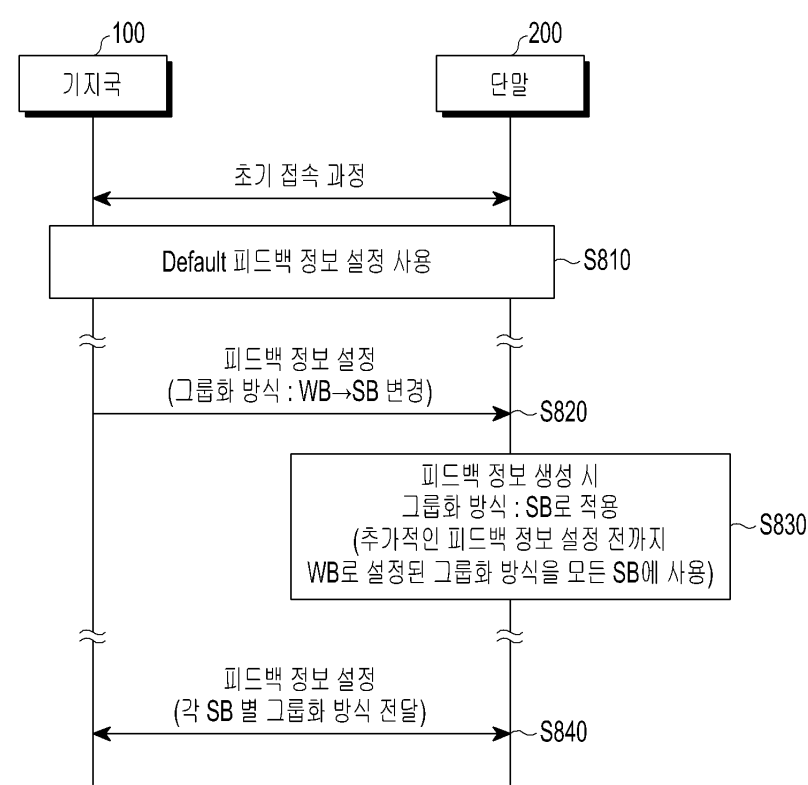 100
200
기지국
단말
초기 접속 과정
Default 피드백 정보 설정 사용
S810
피드백 정보 설정
(그룹화 방식 : WB→SB 변경)
S820
피드백 정보 생성 시
그룹화 방식 : SB로 적용
(추가적인 피드백 정보 설정 전까지
WB로 설정된 그룹화 방식을 모든 SB에 사용)
S830
피드백 정보 설정
(각 SB 별 그룹화 방식 전달)
S840